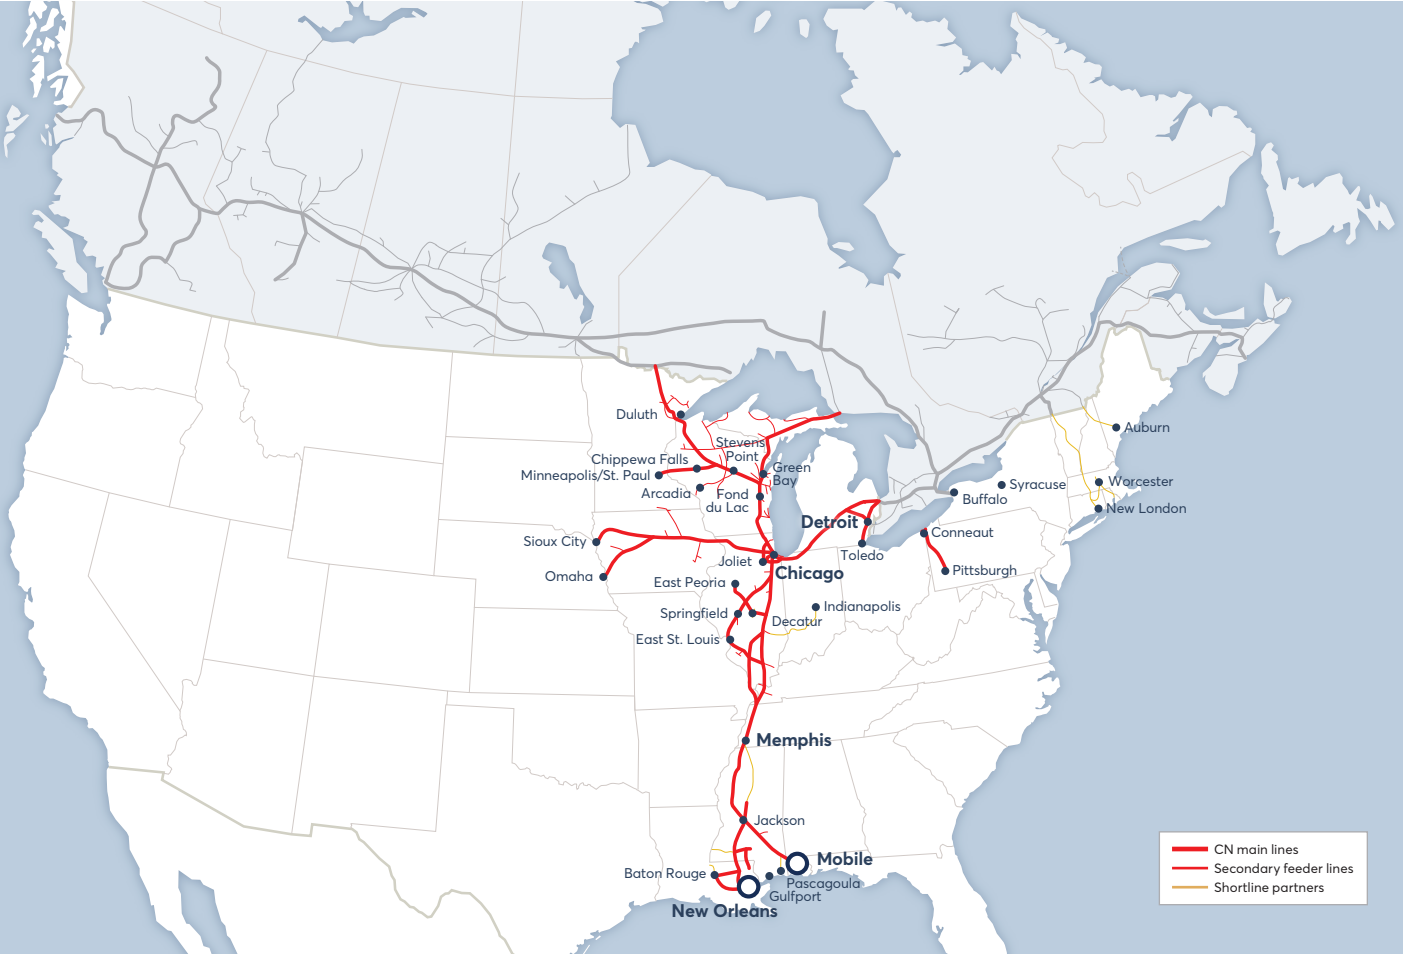 Duluth
Stevens
Point
Chippewa Falls
Green
Bay
Minneapolis/St. Paul
Arcadia
Fond
du Lac
Auburn
Syracuse
Worcester
Buffalo
New London
Detroit
Conneaut
Sioux City
Toledo
Joliet
Chicago
Pittsburgh
Omaha
East Peoria
Indianapolis
Springfield
Decatur
East St. Louis
Memphis
Jackson
Mobile
Baton Rouge
Pascagoula
Gulfport
New Orleans
CN main lines
Secondary feeder lines
Shortline partners